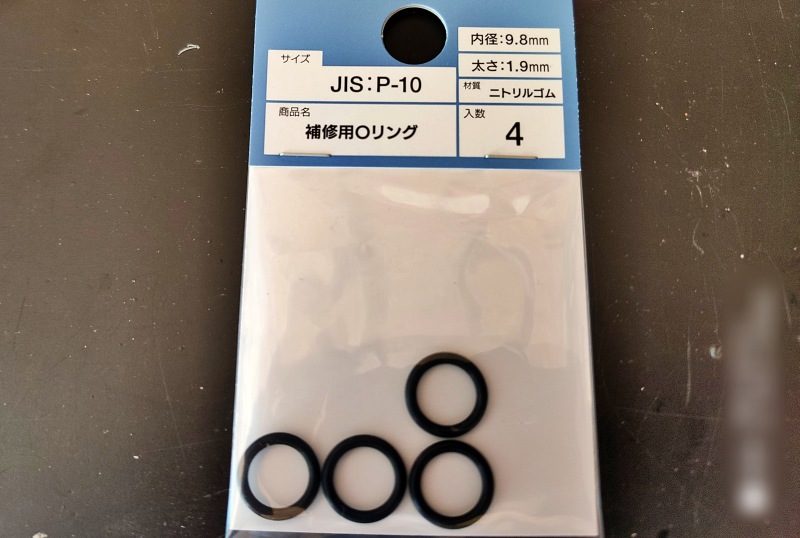 サイズ
JIS:P-10
商品名
補修用Oリング
内径:9.8mm
太さ:1.9mm
材質 ニトリルゴム
入数
4